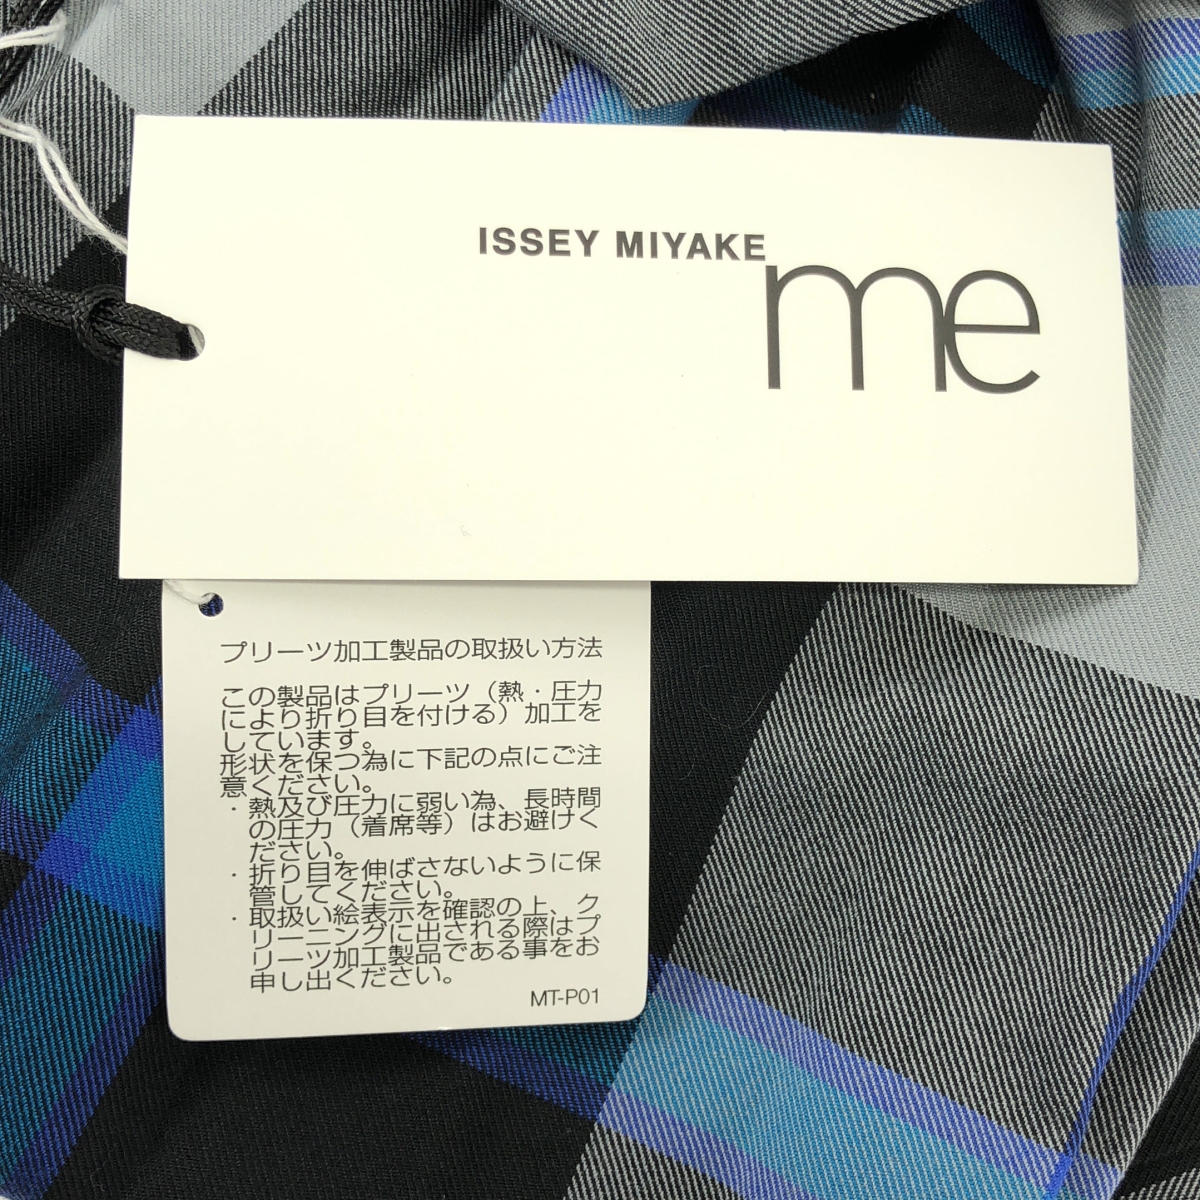 ISSEY MIYAKE
me
プリーツ加工製品の取扱い方法
この製品はプリーツ（熱・圧力
により折り目を付ける）加工を
しています。
形状を保つ為に下記の点にご注
意ください。
・熱及び圧力に弱い為、長時間
の圧力（着席等）はお避けく
ださい。
・折り目を伸ばさないように保
管してください。
・取扱い絵表示を確認の上、ク
リーニングに出される際はプ
リーツ加工製品である事をお
申し出ください。
MT-P01